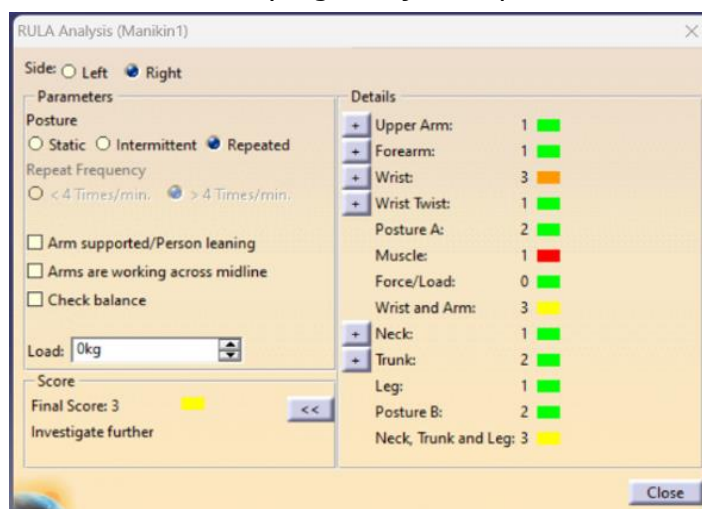 RULA Analysis (Manikin1)
Side: Left Right
Parameters
Posture
Static Intermittent Repeated
Repeat Frequency
< 4 Times/min. > 4 Times/min.
Arm supported/Person leaning
Arms are working across midline
Check balance
Load: 0kg
Score
Final Score: 3
<<
Investigate further
Details
+ Upper Arm: 1
+ Forearm: 1
+ Wrist: 3
+ Wrist Twist: 1
Posture A: 2
Muscle: 1
Force/Load: 0
Wrist and Arm: 3
+ Neck: 1
+ Trunk: 2
Leg: 1
Posture B: 2
Neck, Trunk and Leg: 3
Close